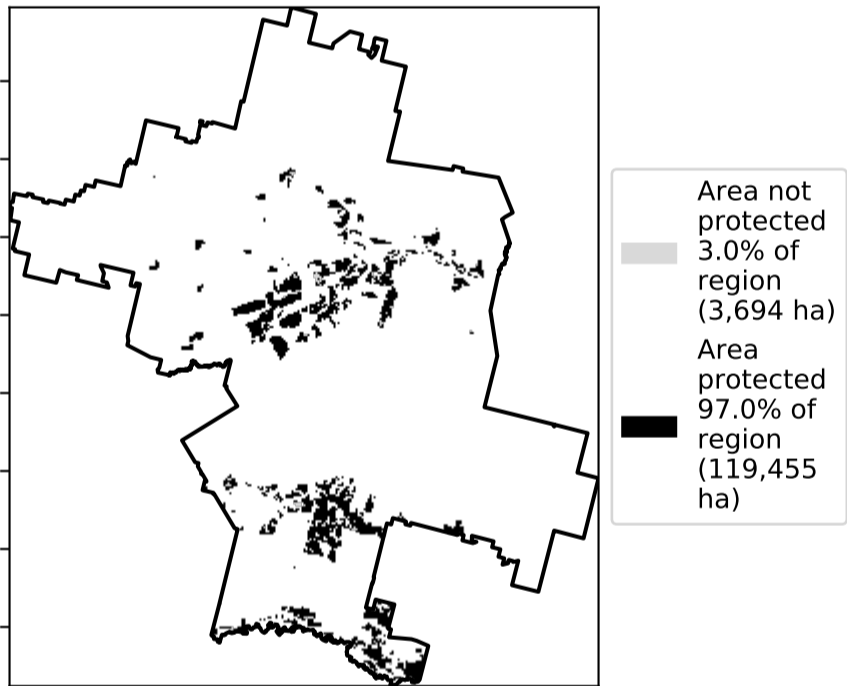 Area not
protected
3.0% of
region
(3,694 ha)
Area
protected
97.0% of
region
(119,455
ha)